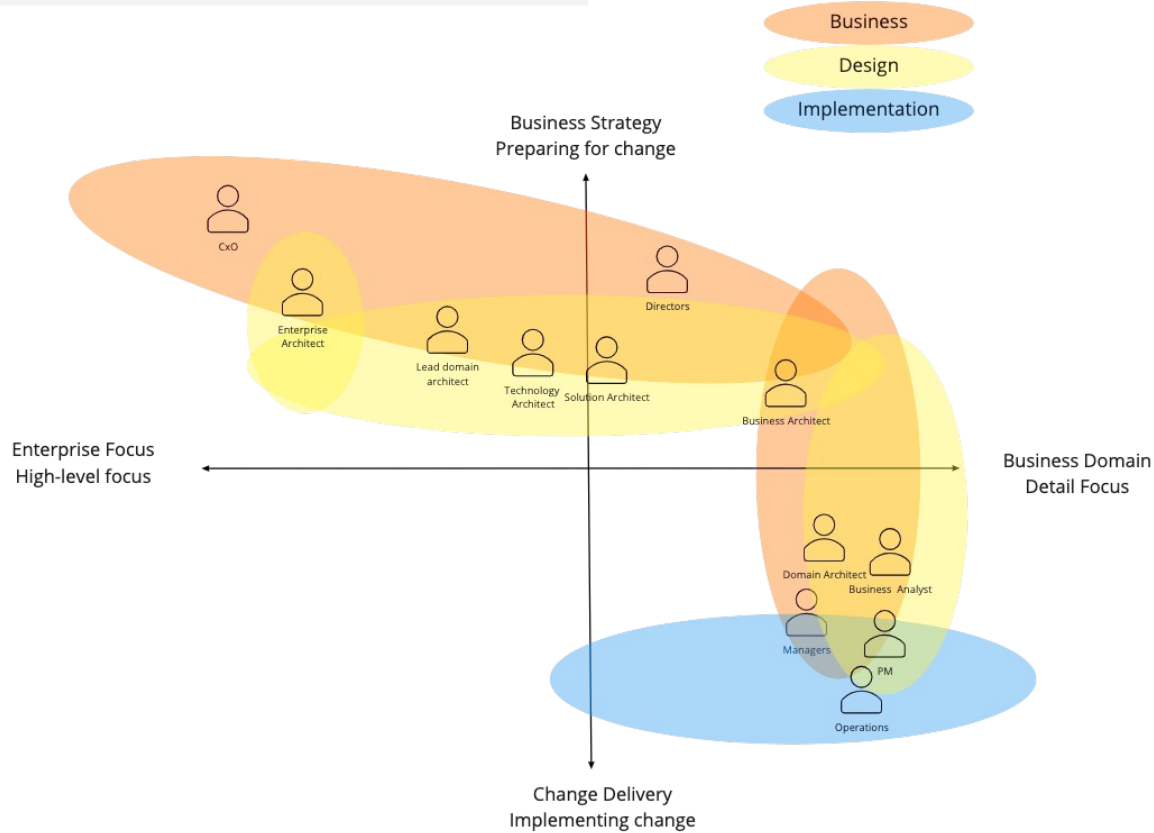 Business
Design
Implementation
Business Strategy
Preparing for change
CxO
Directors
Enterprise
Architect
Lead domain
architect
Technology
Architect
Solution Architect
Business Architect
Enterprise Focus
High-level focus
Business Domain
Detail Focus
Domain Architect
Business Analyst
Managers
PM
Operations
Change Delivery
Implementing change